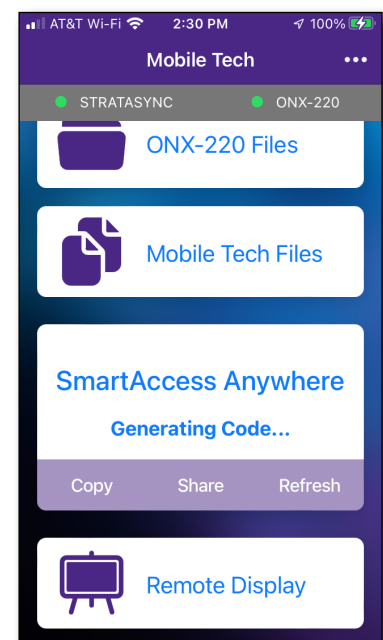 AT&T Wi-Fi 2:30 PM 100%
Mobile Tech
STRATASYNC ONX-220
ONX-220 Files
Mobile Tech Files
SmartAccess Anywhere
Generating Code...
Copy Share Refresh
Remote Display